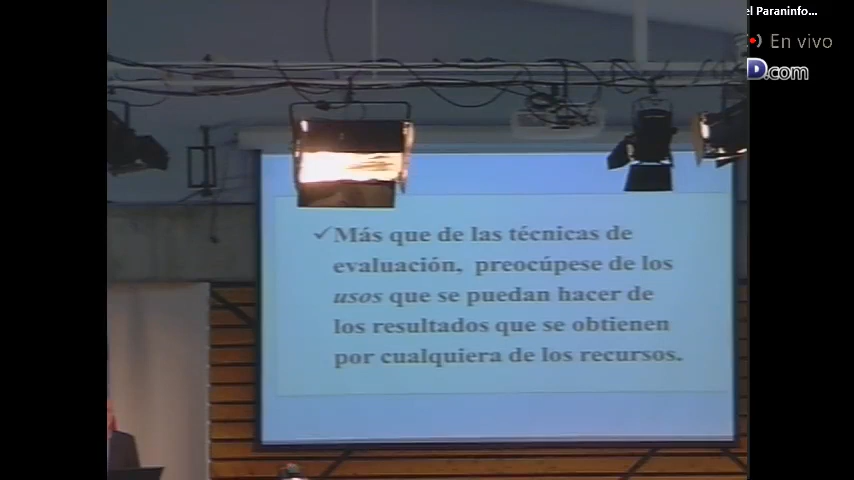 el Paraninfo...
En vivo
D.com
✓Más que de las técnicas de
evaluación, preocúpese de los
usos que se puedan hacer de
los resultados que se obtienen
por cualquiera de los recursos.